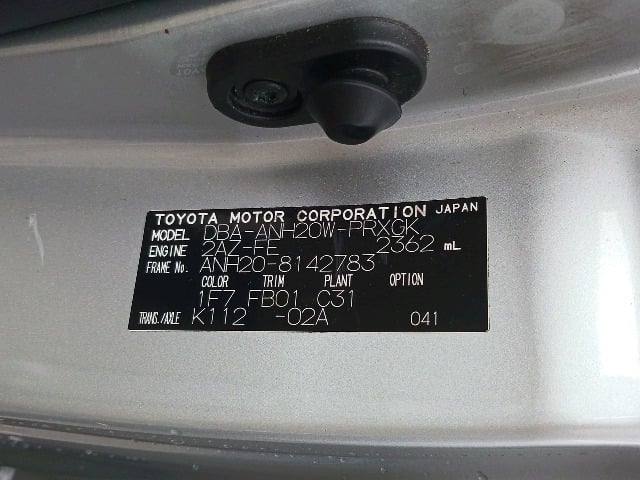 TOYOTA MOTOR CORPORATION JAPAN
MODEL DBA-ANH20W-PRXGK
ENGINE 2AZ-FE 2362 mL
FRAME No. ANH20-8142783
COLOR TRIM PLANT OPTION
1F7 FB01 C31
TRANS./AXLE K112 -02A 041